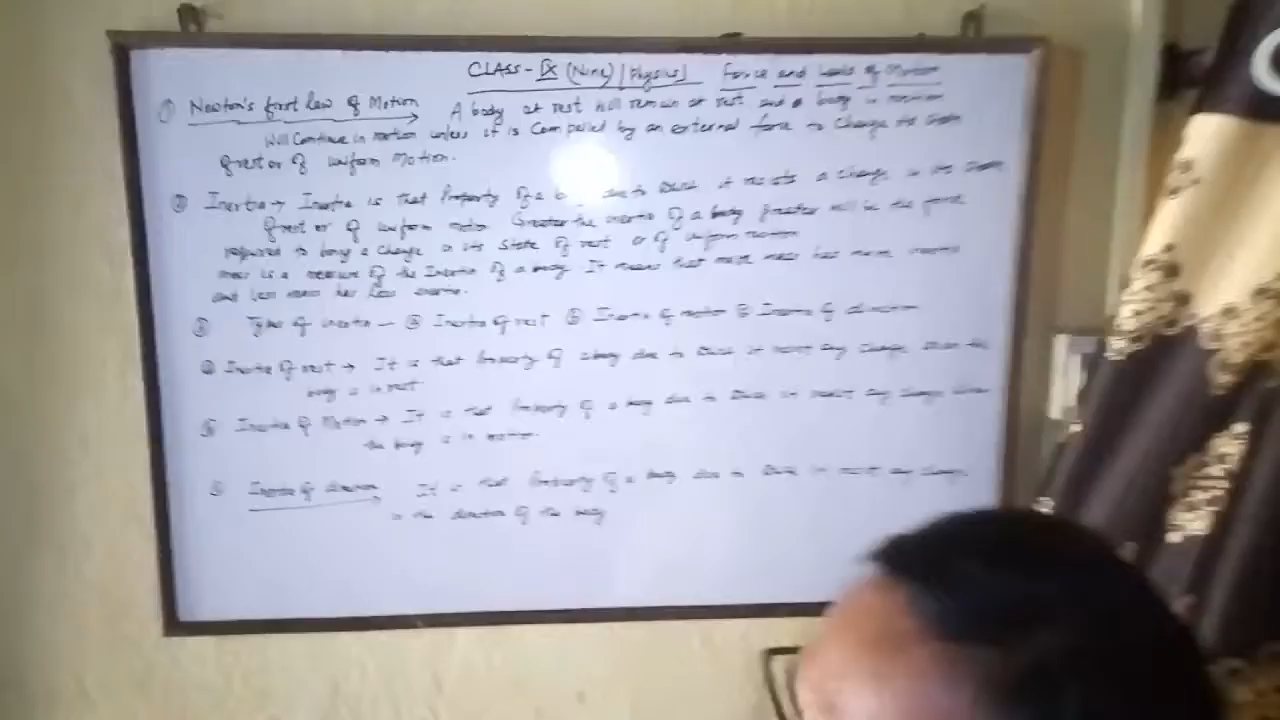 CLASS - IX (Nine) [Physics] Force and Laws of Motion
① Newton's first law of Motion → A body at rest will remain at rest and a body in motion
will Continue in motion unless it is Compelled by an external force to Change its state
of rest or of uniform Motion.
② Inertia → Inertia is that Property of a b due to which it resists a Change in its state
of rest or of uniform motion Greater the inertia of a body greater will be the force
required to bring a change in its state of rest or of uniform motion
mass is a measure of the Inertia of a body It means that more mass has more inertia
and less mass has less inertia.
③ Types of inertia - ⓐ Inertia of rest ⓑ Inertia of motion ⓒ Inertia of direction
ⓐ Inertia of rest → It is that Property of a body due to which it resist any change when the
body is in rest
ⓑ Inertia of Motion → It is that Property of a body due to which it resist any change when
the body is in motion.
ⓒ Inertia of direction → It is that Property of a body due to which it resist any change
in the direction of the body